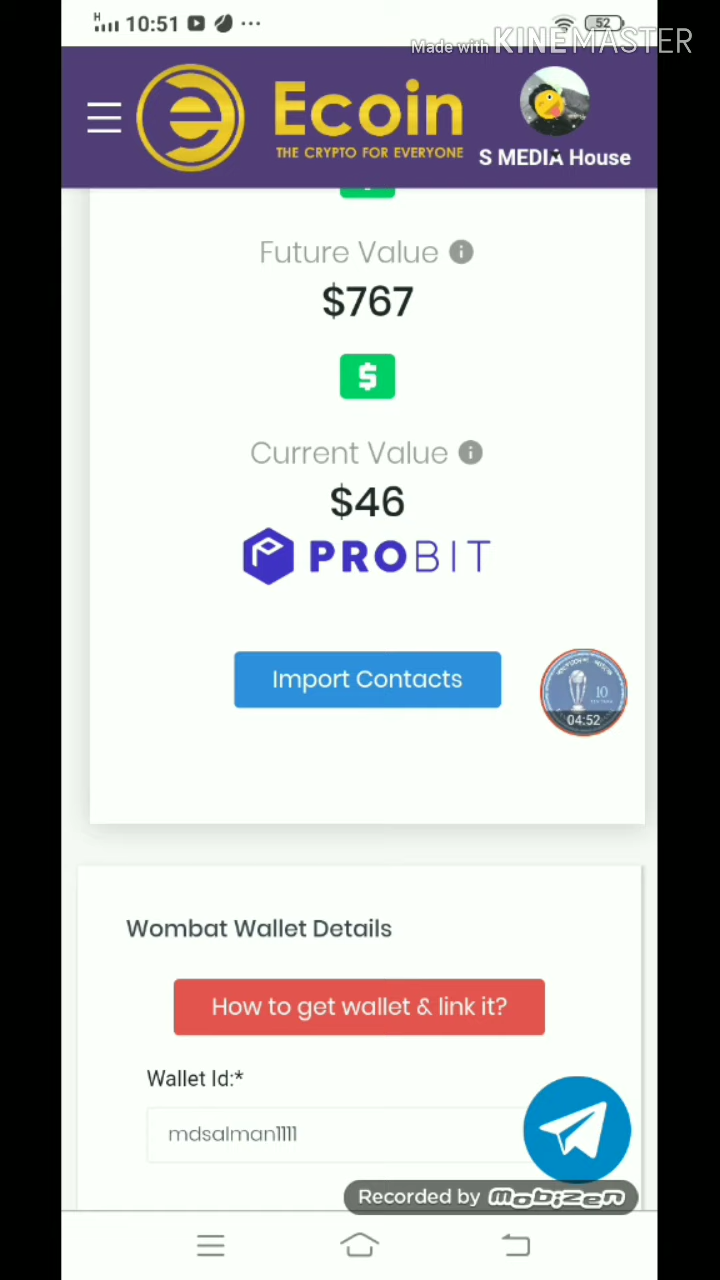 H 10:51 52
Made with KINEMASTER
Ecoin
THE CRYPTO FOR EVERYONE
S MEDIA House
Future Value
$767
$
Current Value
$46
PROBIT
Import Contacts
10
04:52
Wombat Wallet Details
How to get wallet & link it?
Wallet Id:*
mdsalman1111
Recorded by mobizen